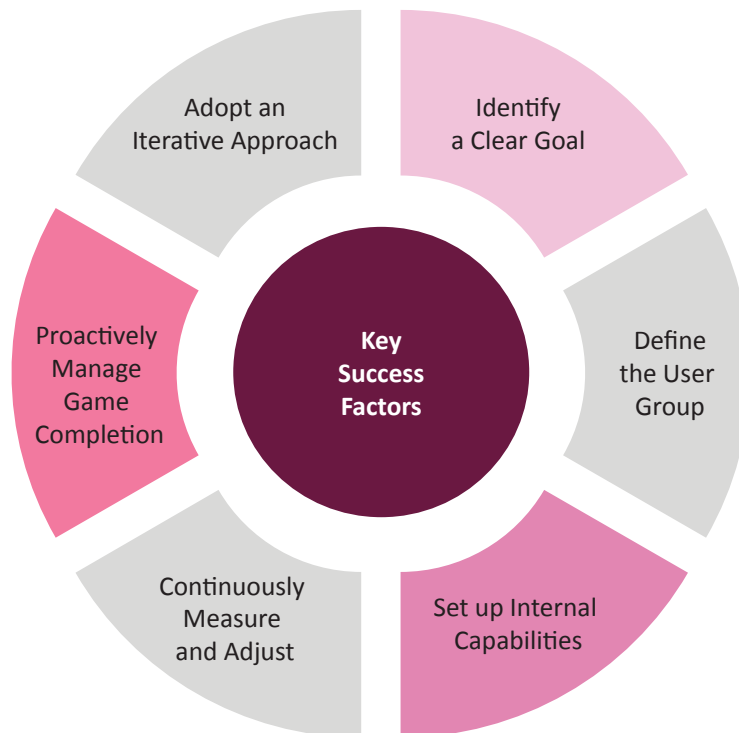 Adopt an
Iterative Approach
Identify
a Clear Goal
Proactively
Manage
Game
Completion
Key
Success
Factors
Define
the User
Group
Continuously
Measure
and Adjust
Set up Internal
Capabilities